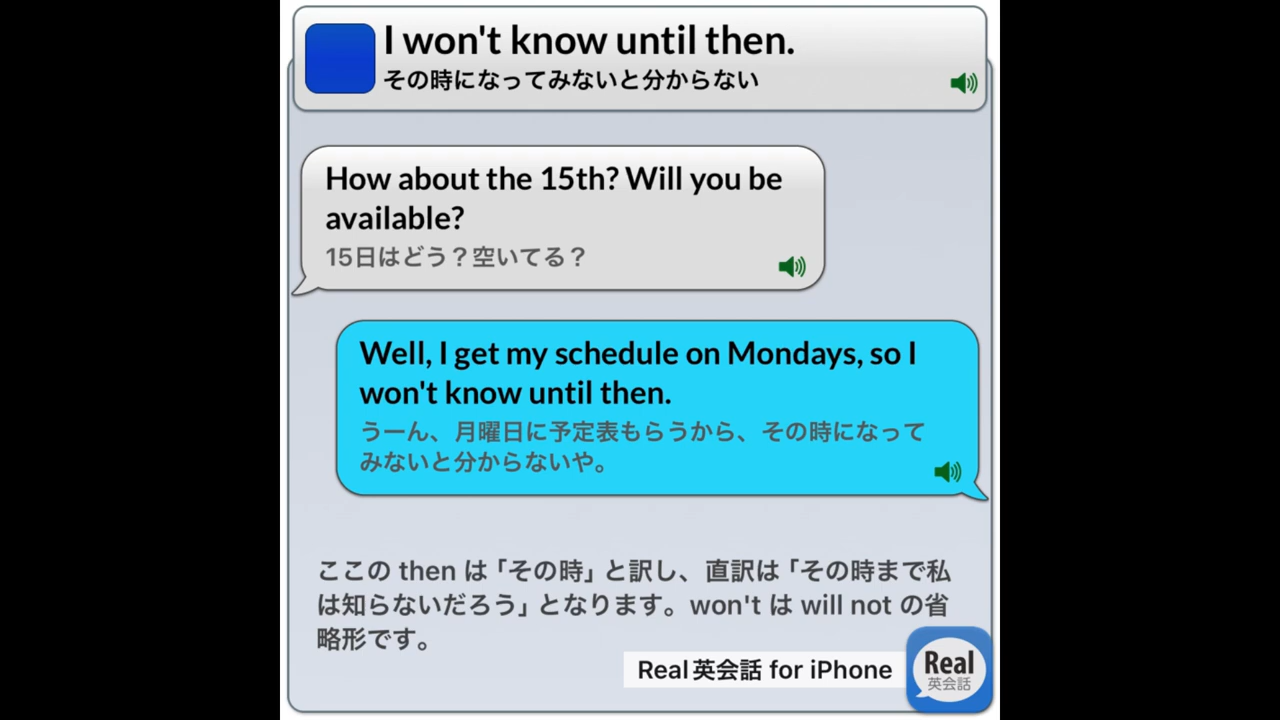 I won't know until then.
その時になってみないと分からない
How about the 15th? Will you be
available?
15日はどう？空いてる？
Well, I get my schedule on Mondays, so I
won't know until then.
うーん、月曜日に予定表もらうから、その時になって
みないと分からないや。
ここの then は「その時」と訳し、直訳は「その時まで私
は知らないだろう」となります。won't は will not の省
略形です。
Real英会話 for iPhone
Real
英会話